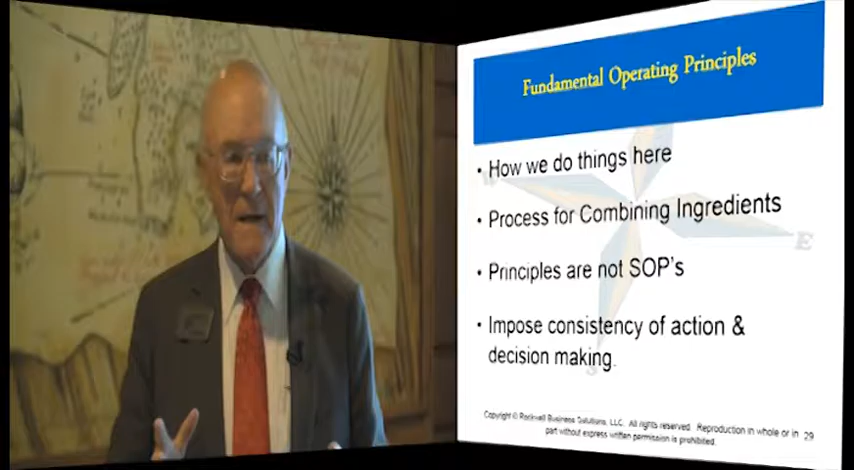 Fundamental Operating Principles
• How we do things here
• Process for Combining Ingredients
• Principles are not SOP's
• Impose consistency of action &
decision making.
E
S
Copyright © Rockwell Business Solutions, LLC. All rights reserved. Reproduction in whole or in 29
part without express written permission is prohibited.